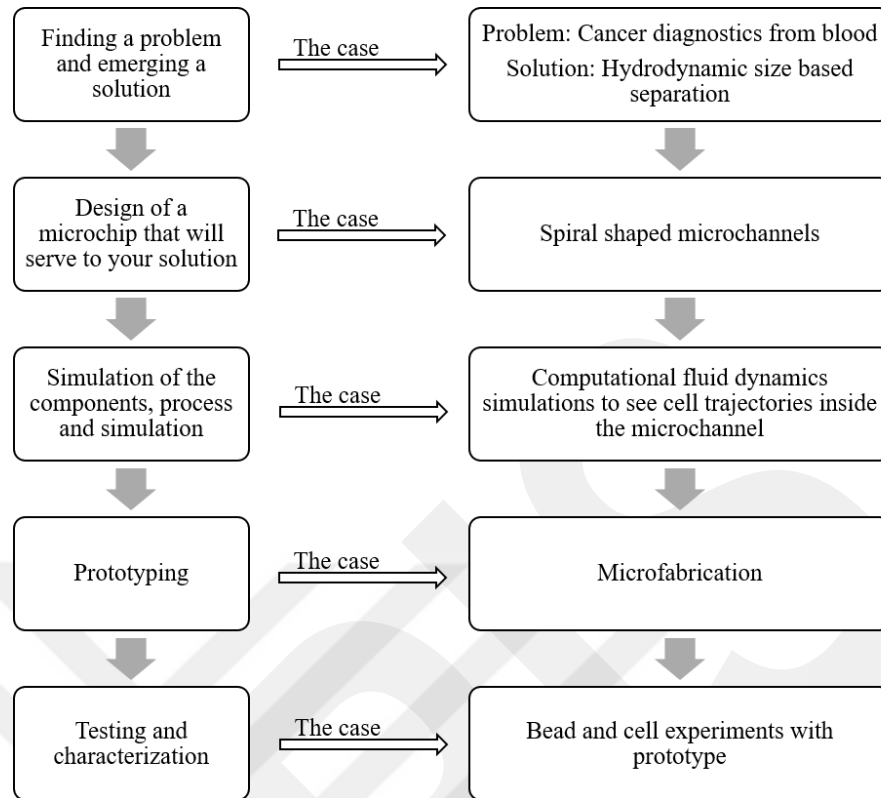 Finding a problem
and emerging a
solution
The case
Problem: Cancer diagnostics from blood
Solution: Hydrodynamic size based
separation
Design of a
microchip that will
serve to your solution
The case
Spiral shaped microchannels
Simulation of the
components, process
and simulation
The case
Computational fluid dynamics
simulations to see cell trajectories inside
the microchannel
Prototyping
The case
Microfabrication
Testing and
characterization
The case
Bead and cell experiments with
prototype